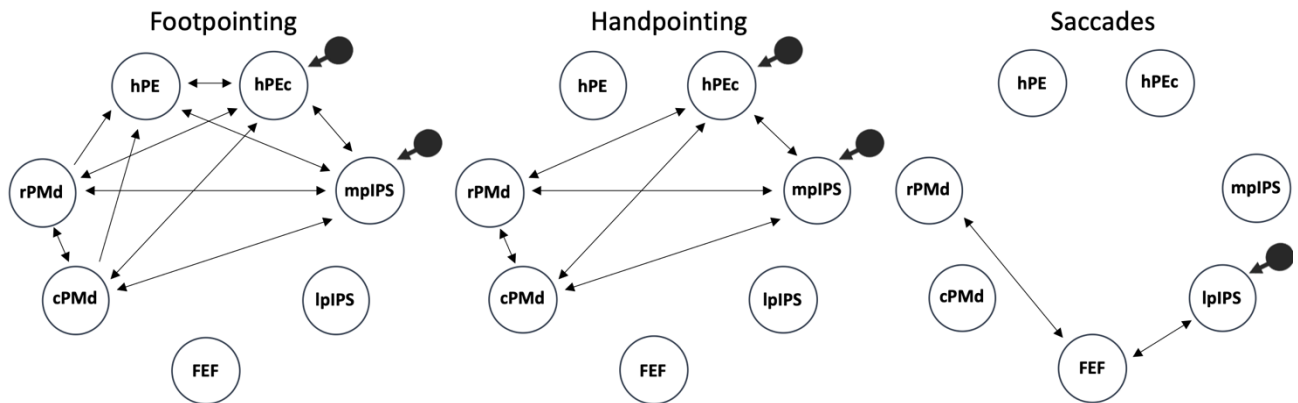 Footpointing
hPE
hPEc
mpIPS
rPMd
cPMd
lpIPS
FEF
Handpointing
hPE
hPEc
mpIPS
rPMd
cPMd
lpIPS
FEF
Saccades
hPE
hPEc
mpIPS
rPMd
cPMd
lpIPS
FEF